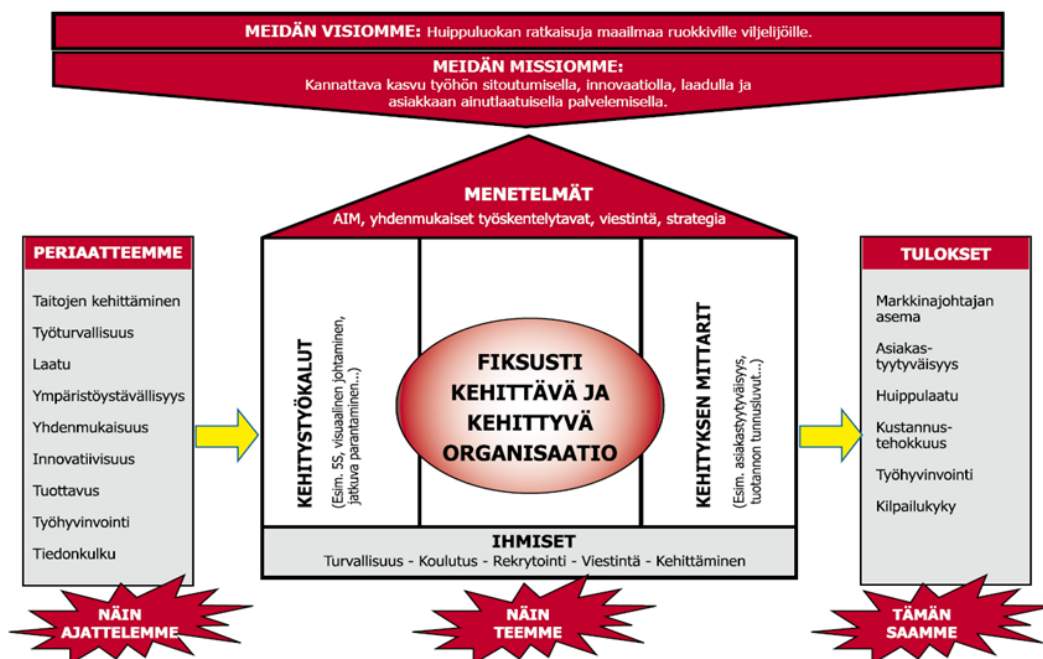 MEIDÄN VISIOMME: Huippuluokan ratkaisuja maailmaa ruokkiville viljelijöille.
MEIDÄN MISSIOMME:
Kannattava kasvu työhön sitoutumisella, innovaatiolla, laadulla ja
asiakkaan ainutlaatuisella palvelemisella.
MENETELMÄT
AIM, yhdenmukaiset työskentelytavat, viestintä, strategia
PERIAATTEEMME
Taitojen kehittäminen
Työturvallisuus
Laatu
Ympäristöystävällisyys
Yhdenmukaisuus
Innovatiivisuus
Tuottavus
Työhyvinvointi
Tiedonkulku
NÄIN
AJATTELEMME
KEHITYSTYÖKALUT
(Esim. 5S, visuaalinen johtaminen,
jatkuva parantaminen...)
FIKSUSTI
KEHITTÄVÄ JA
KEHITTYVÄ
ORGANISAATIO
KEHITYKSEN MITTARIT
(Esim. asiakastyytyväisyys,
tuotannon tunnusluvut...)
IHMISET
Turvallisuus - Koulutus - Rekrytointi - Viestintä - Kehittäminen
NÄIN
TEEMME
TULOKSET
Markkinajohtajan
asema
Asiakas-
tyytyväisyys
Huippulaatu
Kustannus-
tehokkuus
Työhyvinvointi
Kilpailukyky
TÄMÄN
SAAMME